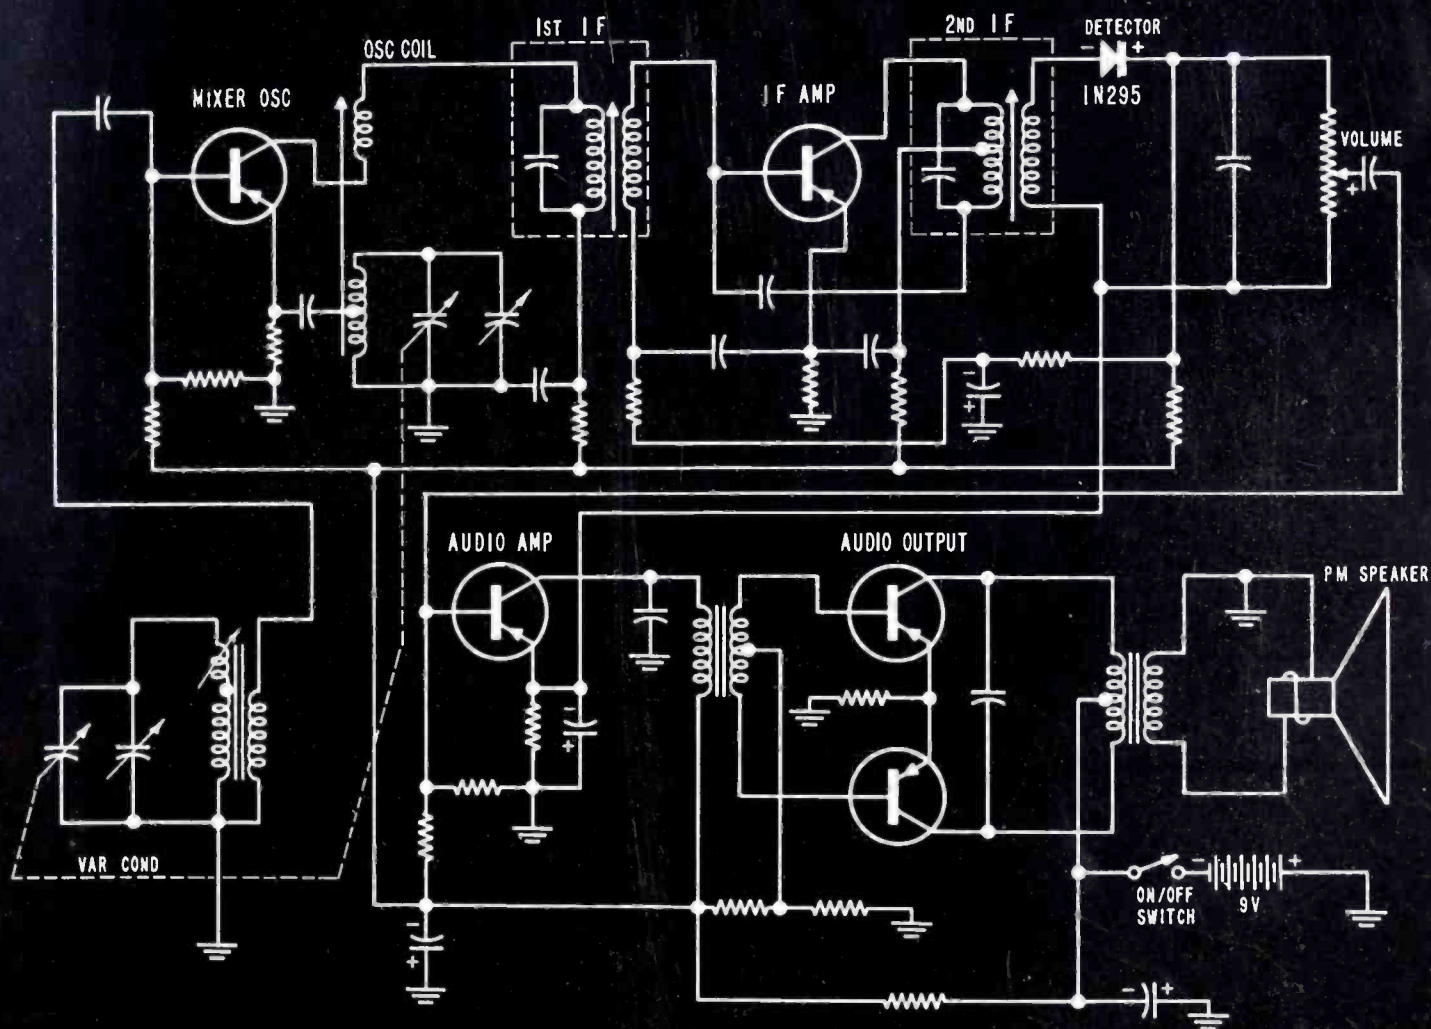 1ST IF
2ND IF
DETECTOR
- +
OSC COIL
MIXER OSC
IF AMP
1N295
VOLUME
+
-
+
AUDIO AMP
AUDIO OUTPUT
PM SPEAKER
-
+
VAR COND
- +
ON/OFF
SWITCH
9V
-
+
- +